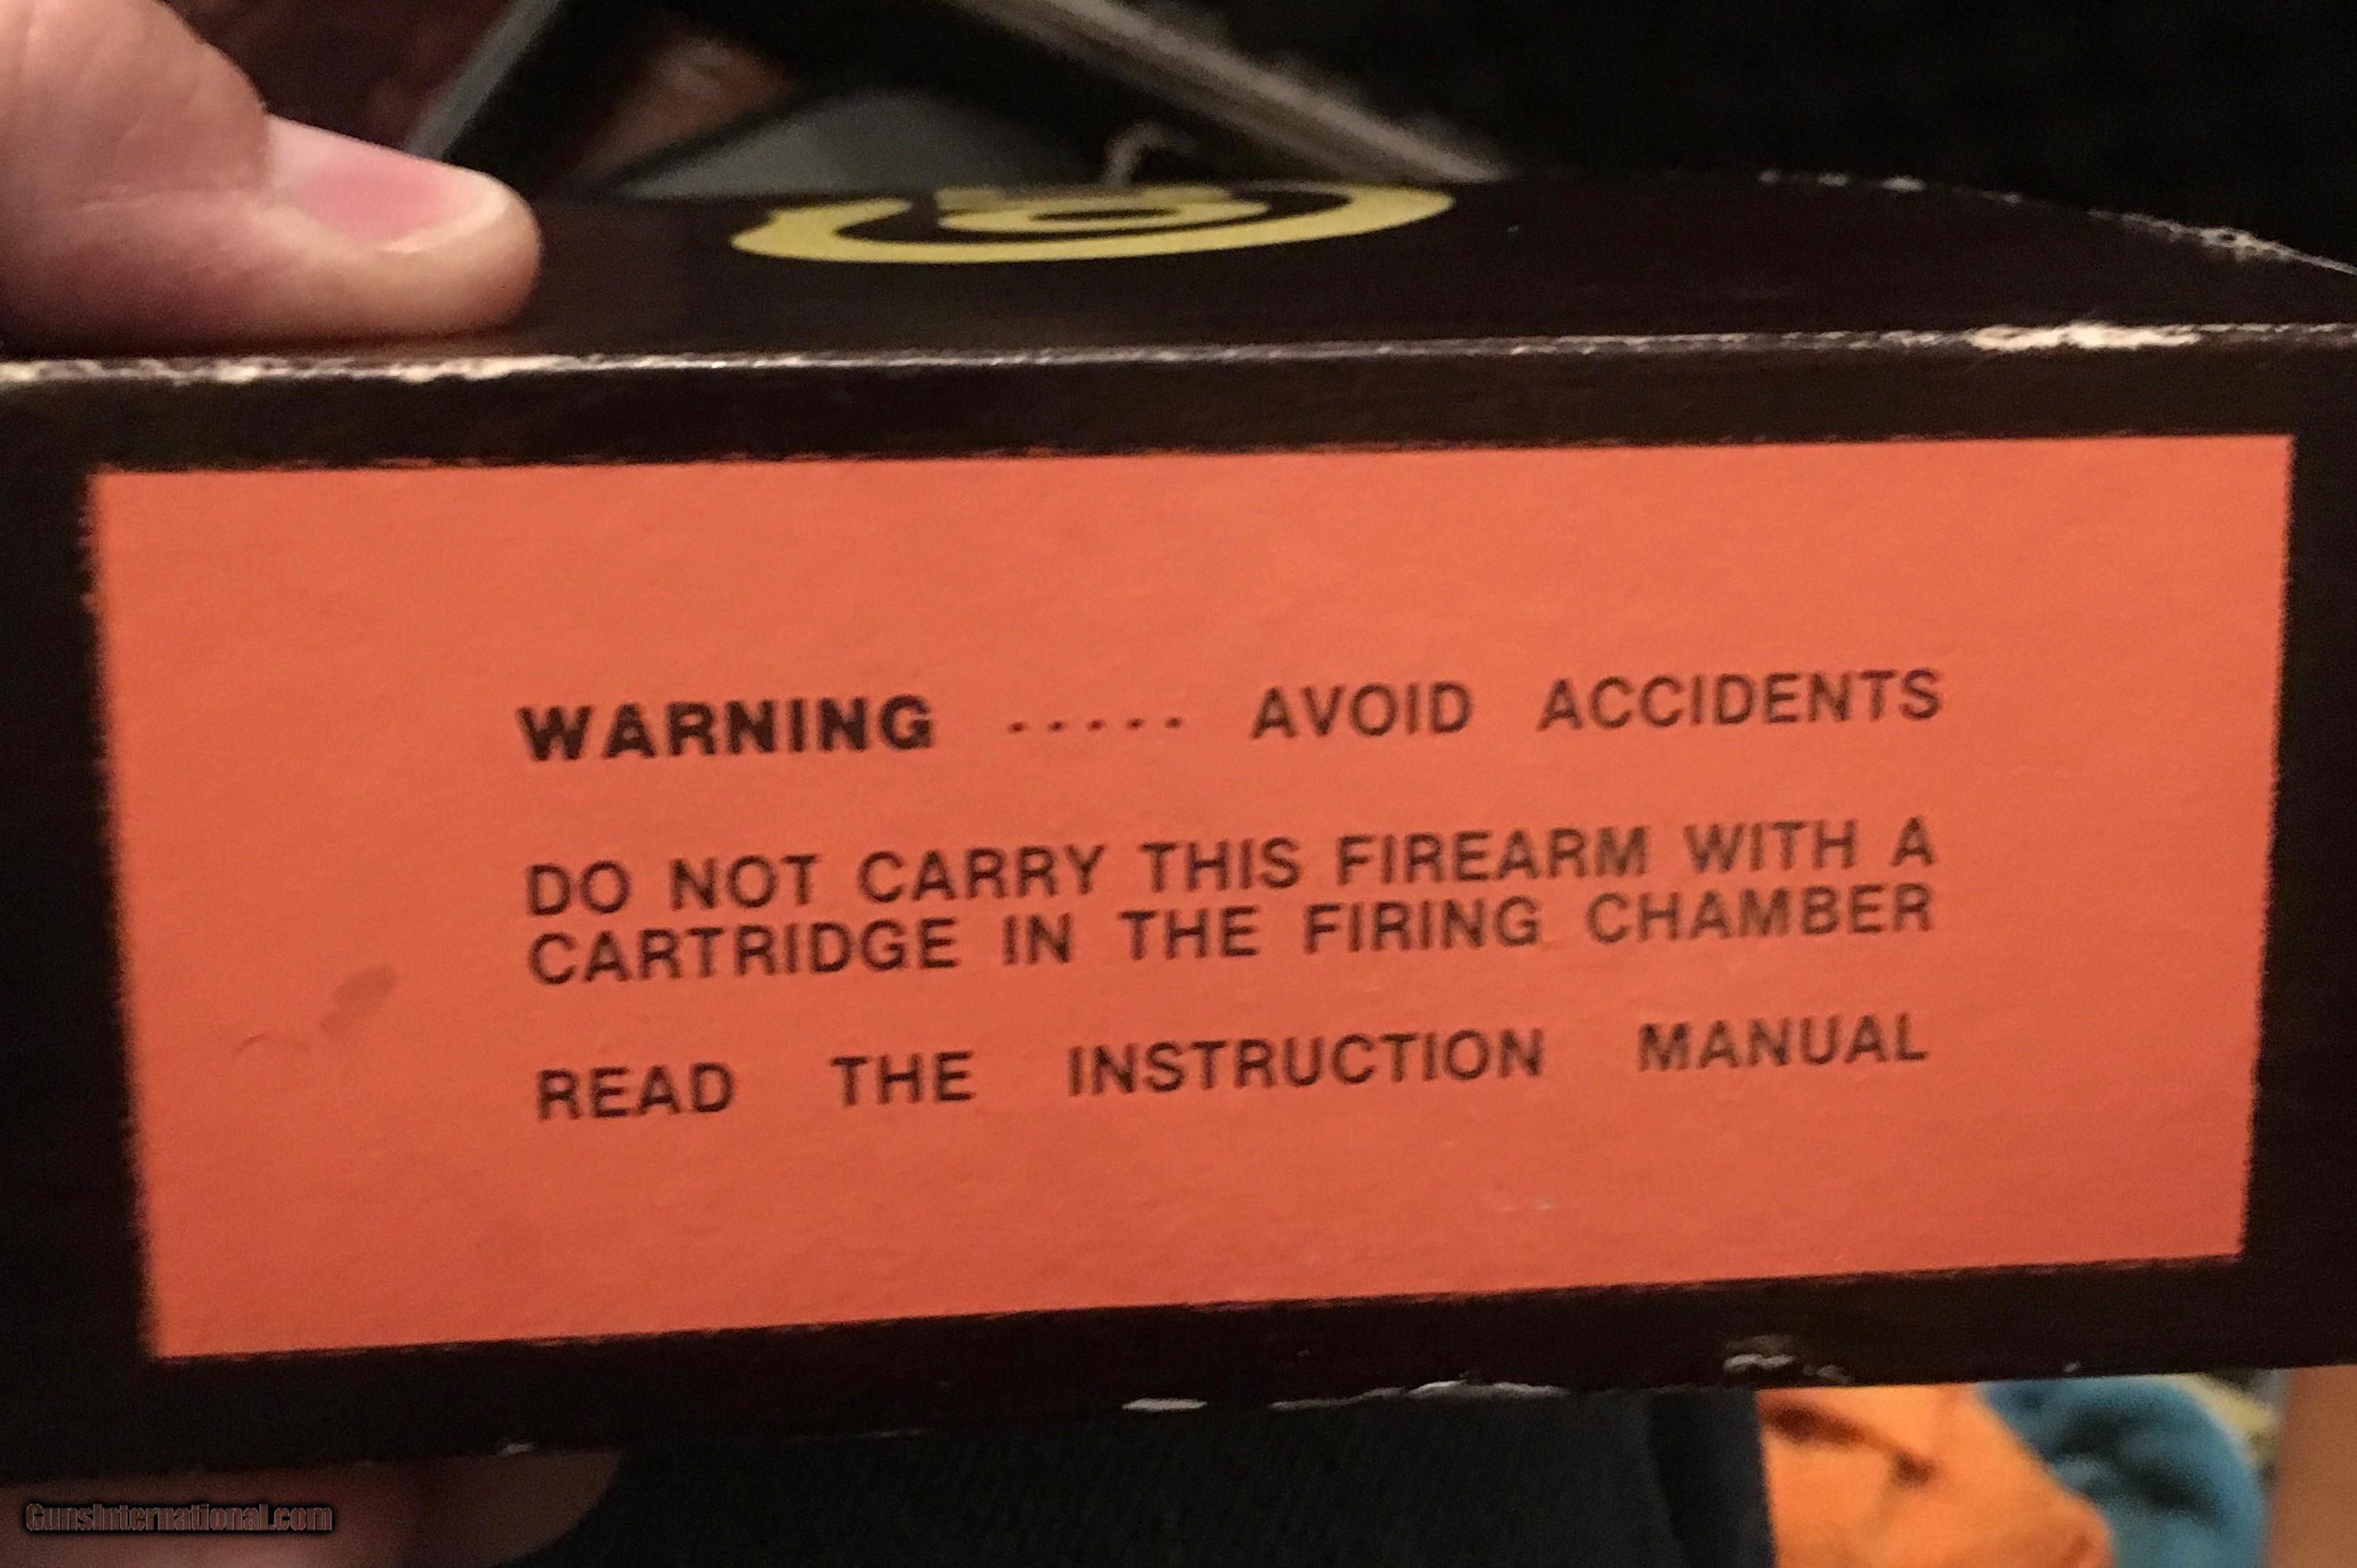 WARNING ..... AVOID ACCIDENTS
DO NOT CARRY THIS FIREARM WITH A
CARTRIDGE IN THE FIRING CHAMBER
READ THE INSTRUCTION MANUAL
GunsInternational.com